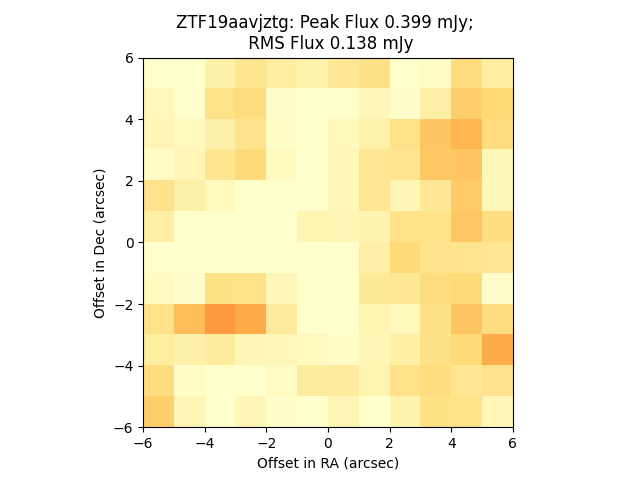 ZTF19aavjztg: Peak Flux 0.399 mJy;
RMS Flux 0.138 mJy
6
4
2
0
−2
−4
−6
Offset in Dec (arcsec)
−6 −4 −2 0 2 4 6
Offset in RA (arcsec)